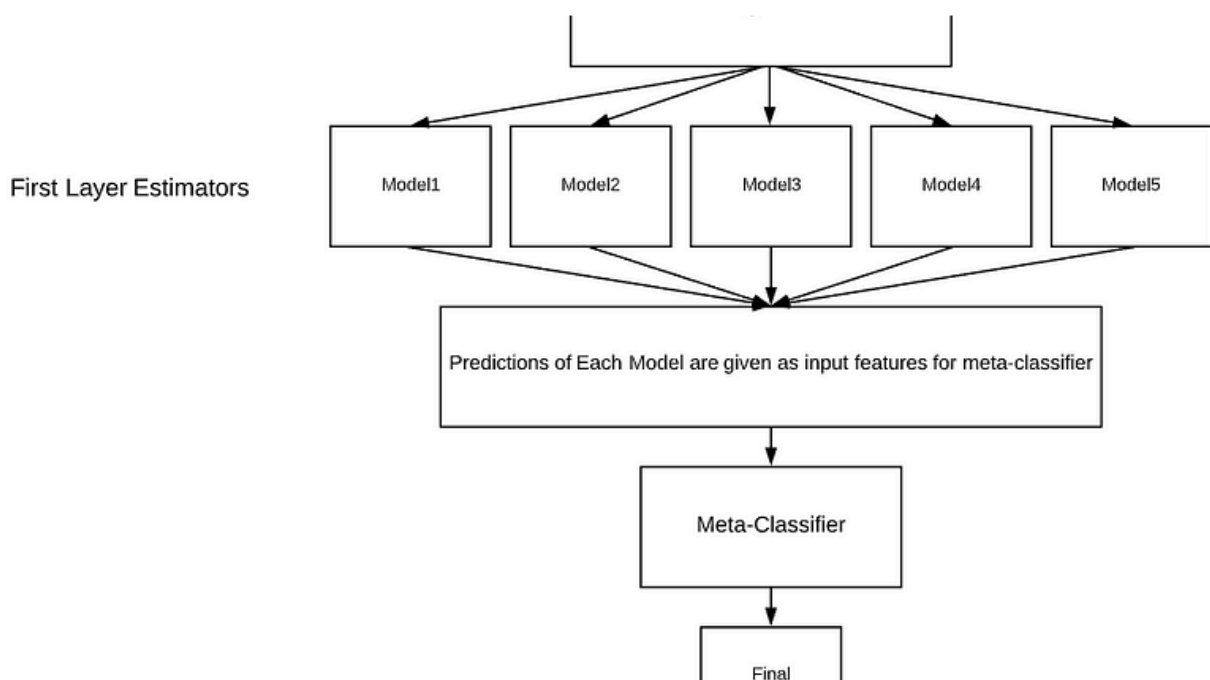 First Layer Estimators
Model1
Model2
Model3
Model4
Model5
Predictions of Each Model are given as input features for meta-classifier
Meta-Classifier
Final